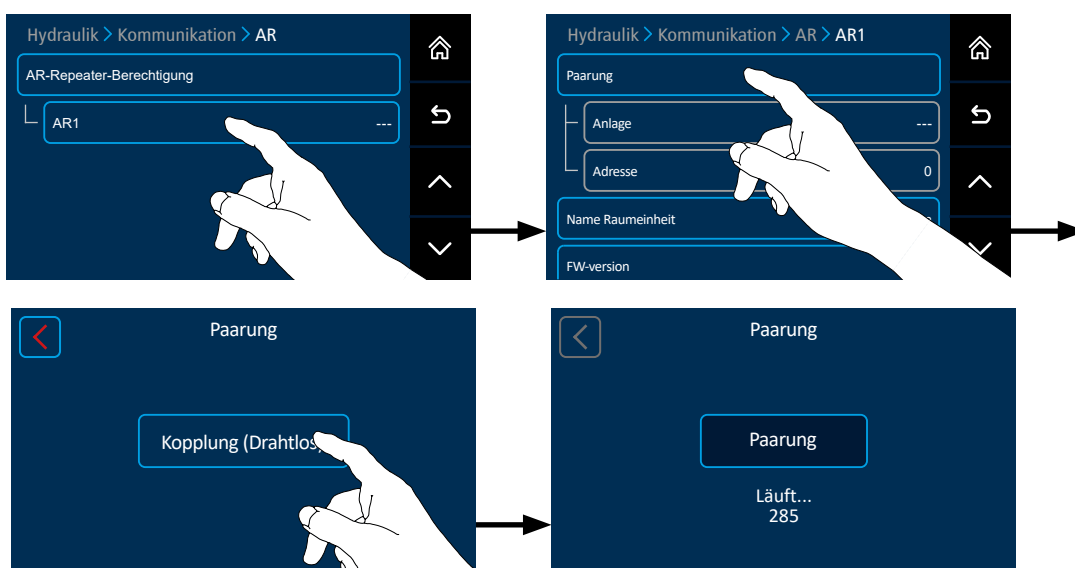 Hydraulik > Kommunikation > AR
AR-Repeater-Berechtigung
AR1 ---
Hydraulik > Kommunikation > AR > AR1
Paarung
Anlage ---
Adresse 0
Name Raumeinheit
FW-version
Paarung
Kopplung (Drahtlos)
Paarung
Paarung
Läuft...
285